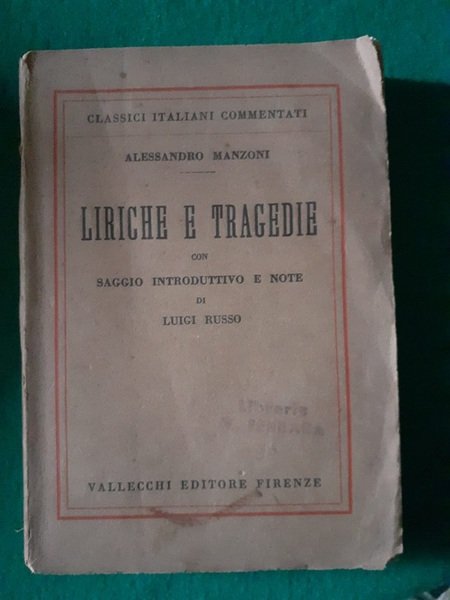 CLASSICI ITALIANI COMMENTATI
ALESSANDRO MANZONI
LIRICHE E TRAGEDIE
CON
SAGGIO INTRODUTTIVO E NOTE
DI
LUIGI RUSSO
Libreria
VALLECCHI EDITORE FIRENZE